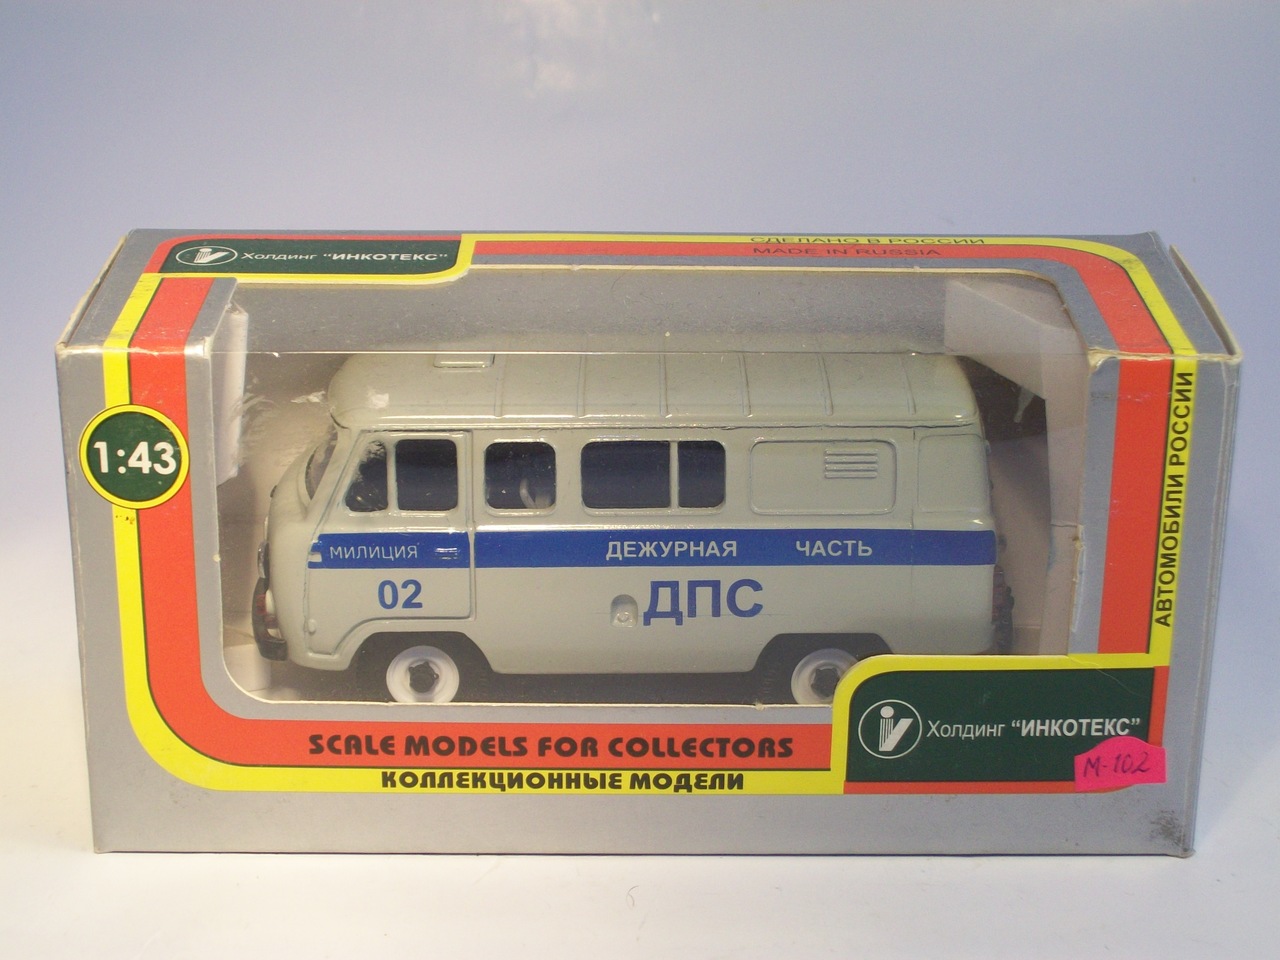 Холдинг "ИНКОТЕКС"
СДЕЛАНО В РОССИИ
MADE IN RUSSIA
1:43
АВТОМОБИЛИ РОССИИ
МИЛИЦИЯ
ДЕЖУРНАЯ ЧАСТЬ
02
ДПС
Холдинг "ИНКОТЕКС"
SCALE MODELS FOR COLLECTORS
КОЛЛЕКЦИОННЫЕ МОДЕЛИ
М-102